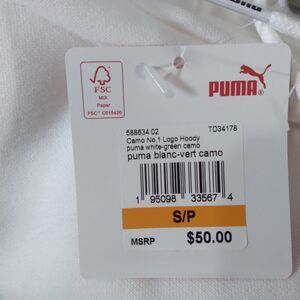 FSC
MIX
Paper
FSC® C019426
PUMA
588634 02 TD34178
Camo No.1 Logo Hoody
puma white-green camo
puma blanc-vert camo
1 95098 33567 4
S/P
MSRP $50.00